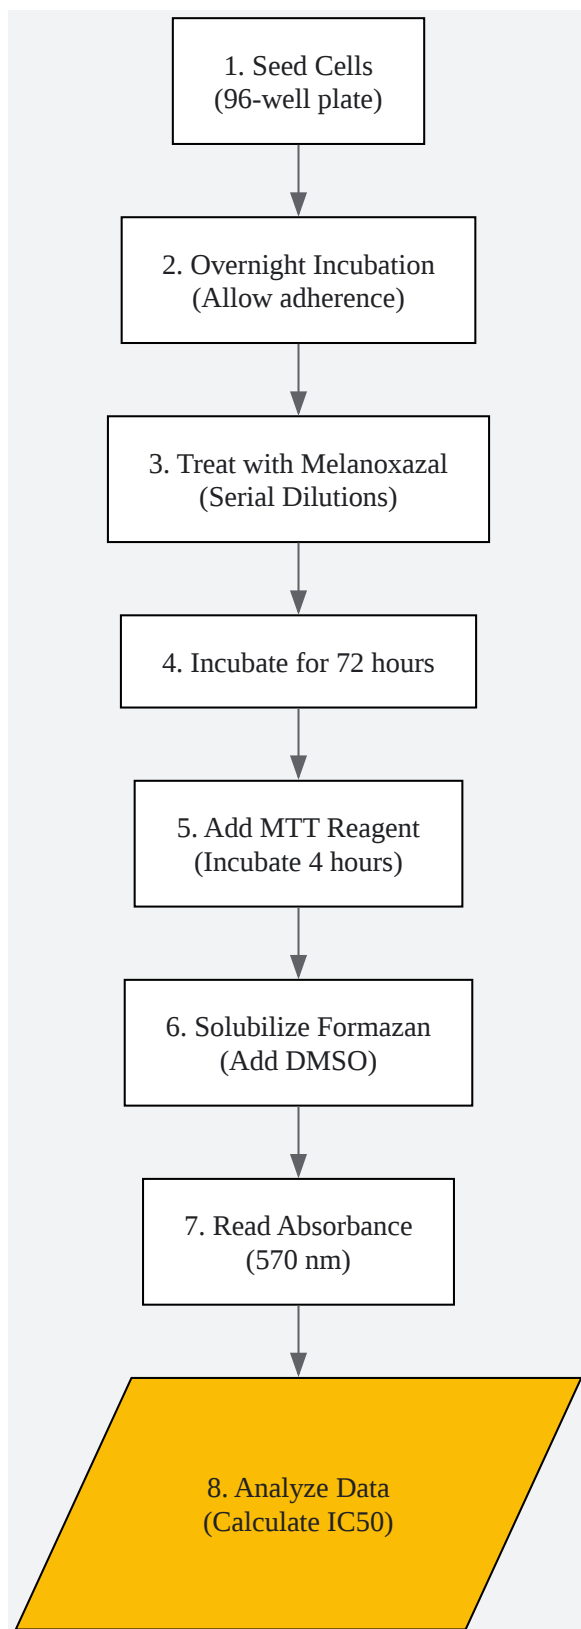 1. Seed Cells
(96-well plate)
2. Overnight Incubation
(Allow adherence)
3. Treat with Melanoxazal
(Serial Dilutions)
4. Incubate for 72 hours
5. Add MTT Reagent
(Incubate 4 hours)
6. Solubilize Formazan
(Add DMSO)
7. Read Absorbance
(570 nm)
8. Analyze Data
(Calculate IC50)